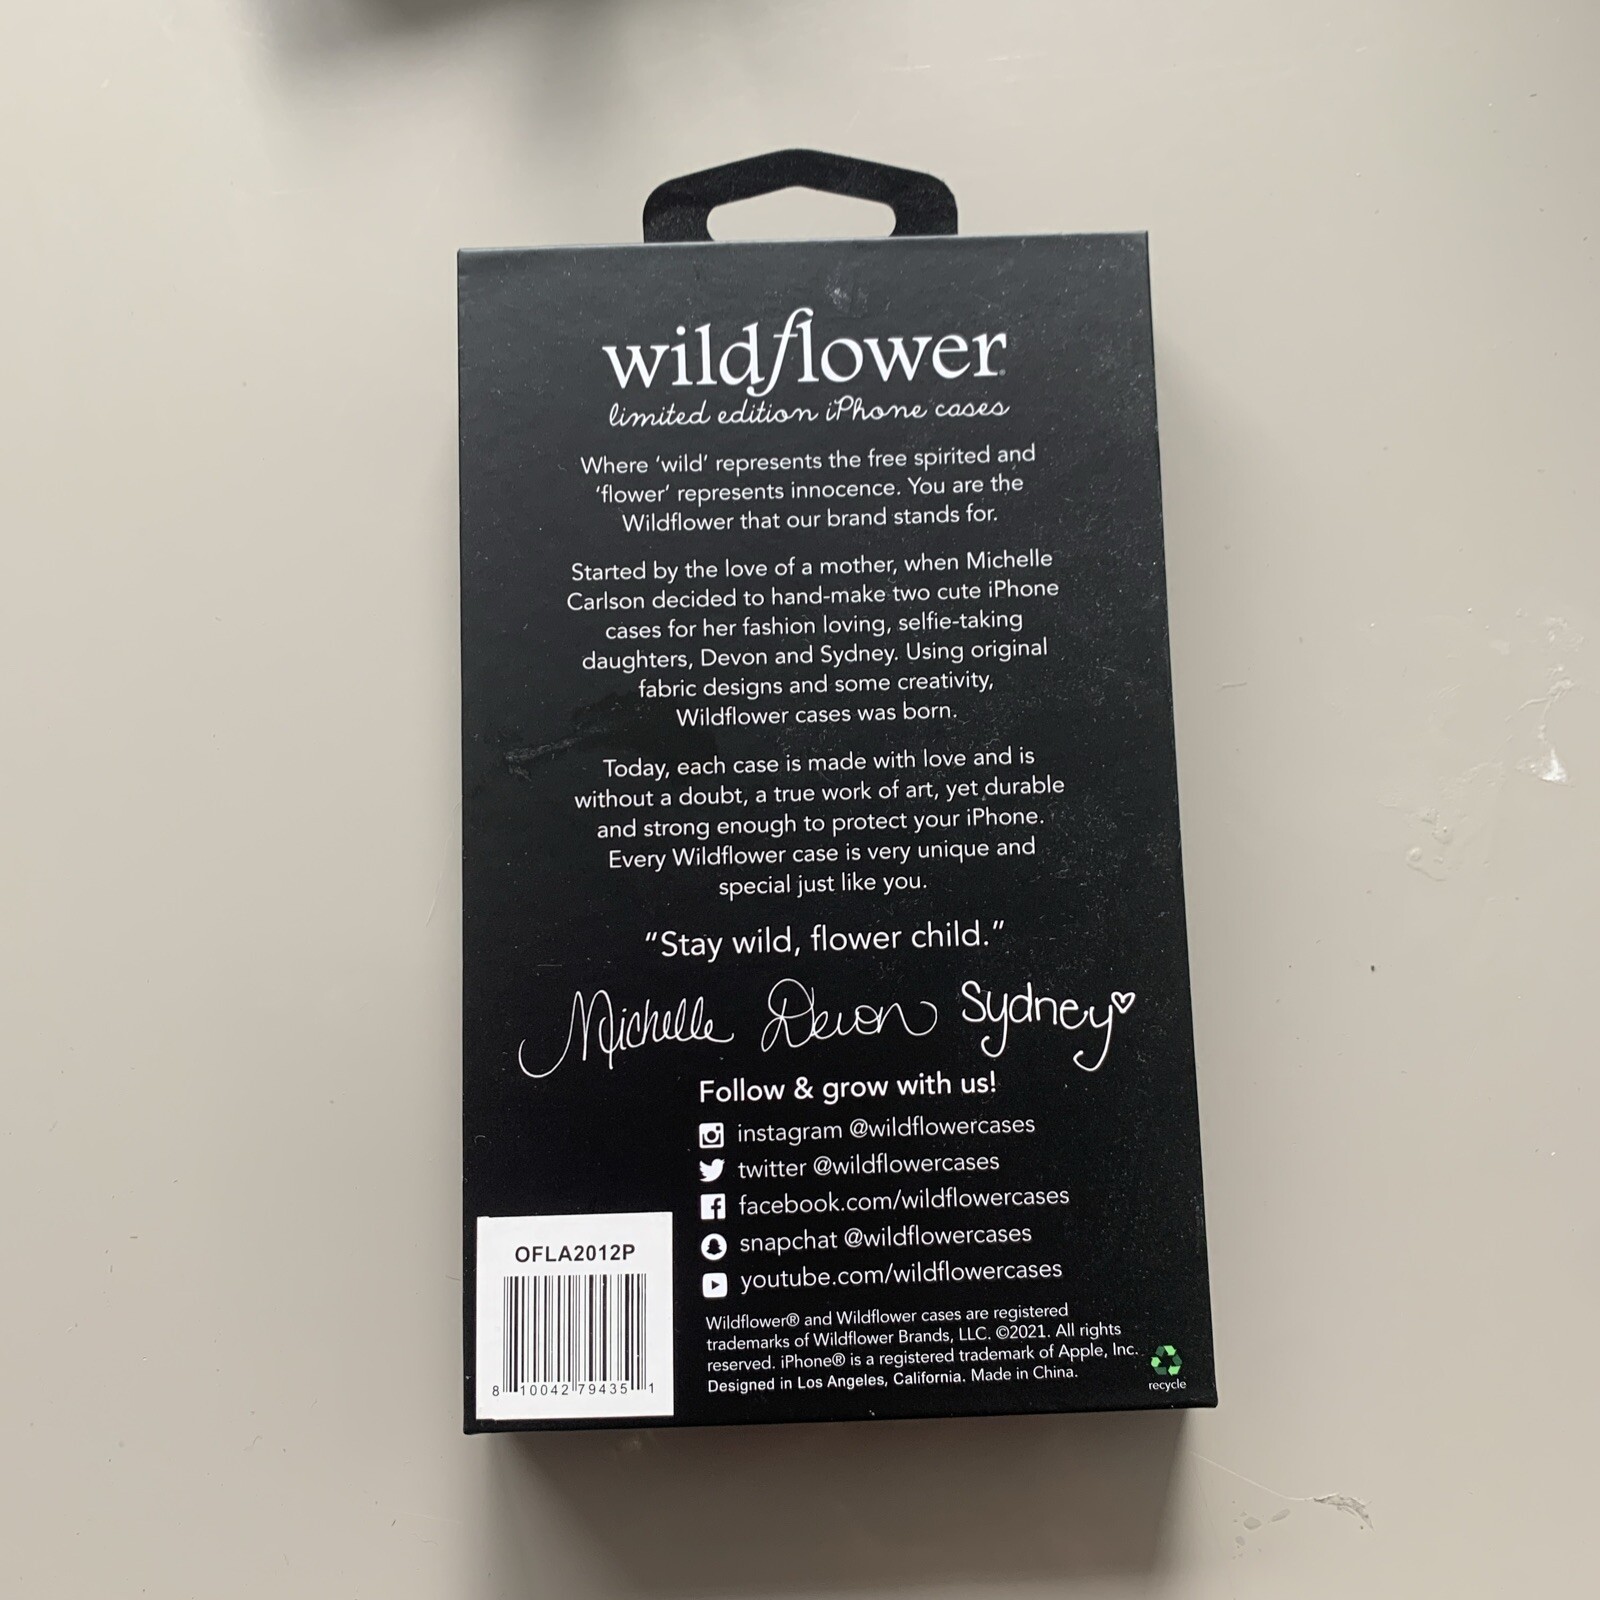 wildflower
limited edition iPhone cases
Where ‘wild’ represents the free spirited and
‘flower’ represents innocence. You are the
Wildflower that our brand stands for.
Started by the love of a mother, when Michelle
Carlson decided to hand-make two cute iPhone
cases for her fashion loving, selfie-taking
daughters, Devon and Sydney. Using original
fabric designs and some creativity,
Wildflower cases was born.
Today, each case is made with love and is
without a doubt, a true work of art, yet durable
and strong enough to protect your iPhone.
Every Wildflower case is very unique and
special just like you.
“Stay wild, flower child.”
Michelle Devon Sydney
Follow & grow with us!
instagram @wildflowercases
twitter @wildflowercases
facebook.com/wildflowercases
snapchat @wildflowercases
youtube.com/wildflowercases
Wildflower® and Wildflower cases are registered
trademarks of Wildflower Brands, LLC. ©2021. All rights
reserved. iPhone® is a registered trademark of Apple, Inc.
Designed in Los Angeles, California. Made in China.
recycle
OFLA2012P
8 10042 79435 1